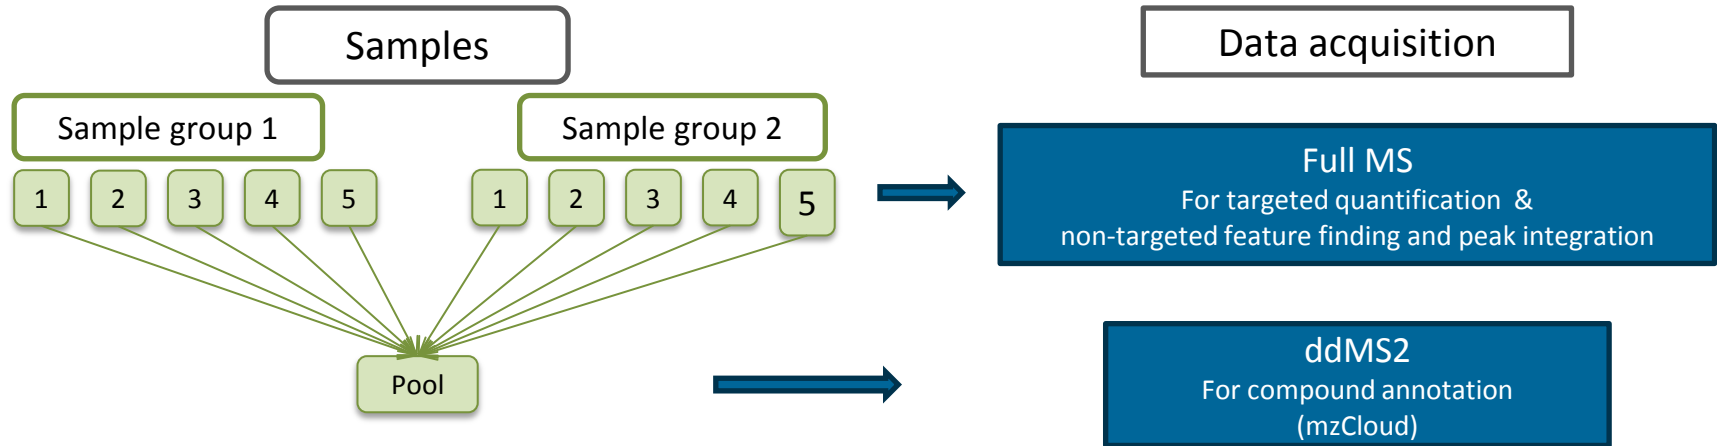 Samples
Data acquisition
Sample group 1
Sample group 2
1 2 3 4 5
1 2 3 4 5
Full MS
For targeted quantification &
non-targeted feature finding and peak integration
Pool
ddMS2
For compound annotation
(mzCloud)